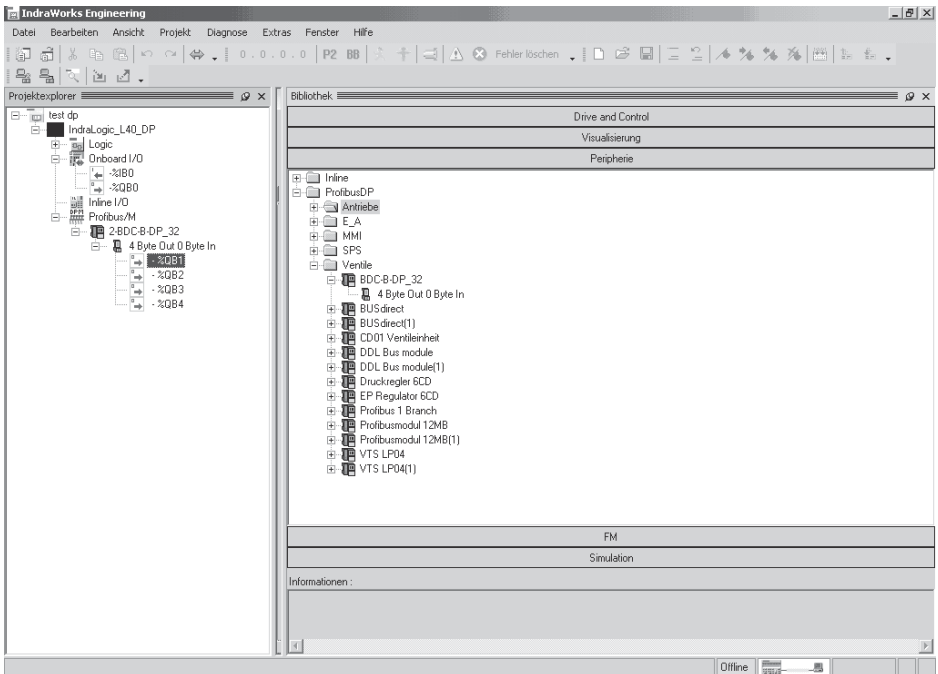 IndraWorks Engineering
Datei Bearbeiten Ansicht Projekt Diagnose Extras Fenster Hilfe
0 . 0 . 0 . 0 P2 BB Fehler löschen
Projektexplorer
test dp
IndraLogic_L40_DP
Logic
Onboard I/O
-%IB0
-%QB0
Inline I/O
Profibus/M
2-BDC-B-DP_32
4 Byte Out 0 Byte In
- %QB1
- %QB2
- %QB3
- %QB4
Bibliothek
Drive and Control
Visualisierung
Peripherie
Inline
ProfibusDP
Antriebe
E_A
MMI
SPS
Ventile
BDC-B-DP_32
4 Byte Out 0 Byte In
BUSdirect
BUSdirect(1)
CD01 Ventileinheit
DDL Bus module
DDL Bus module(1)
Druckregler 6CD
EP Regulator 6CD
Profibus 1 Branch
Profibusmodul 12MB
Profibusmodul 12MB(1)
VTS LP04
VTS LP04(1)
FM
Simulation
Informationen :
Offline